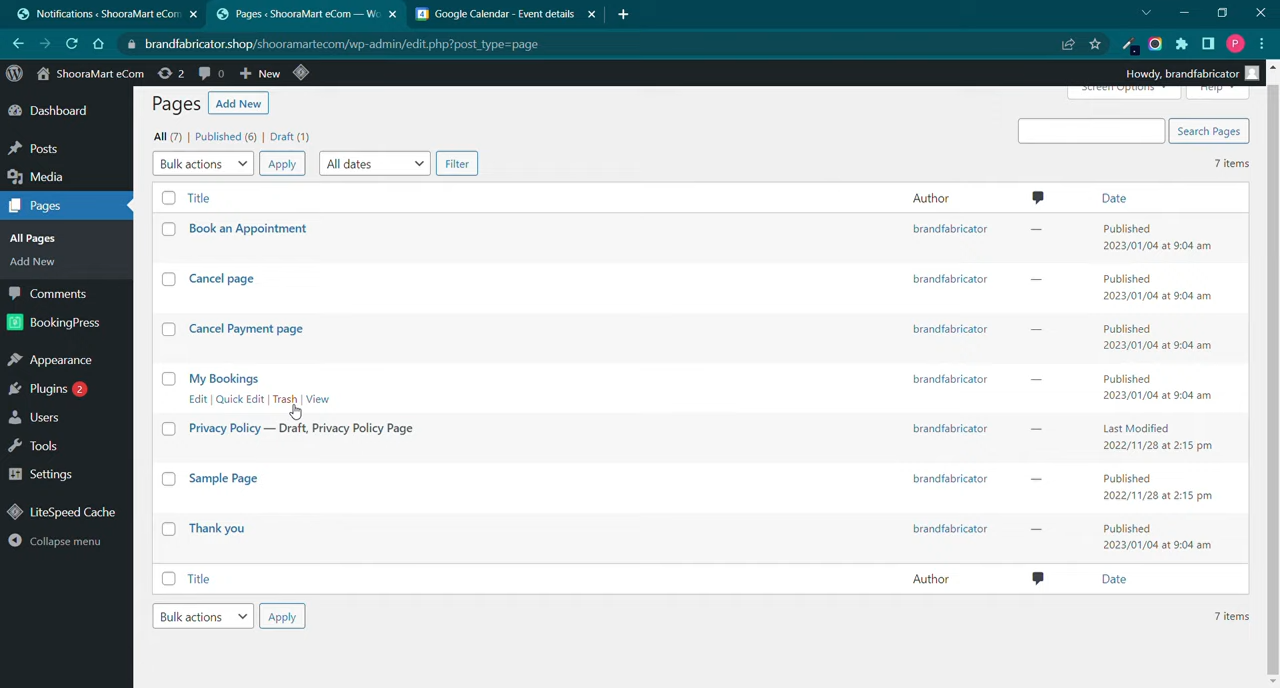 Notifications ‹ ShooraMart eCom
Pages ‹ ShooraMart eCom — Wo
4 Google Calendar - Event details
brandfabricator.shop/shooramartecom/wp-admin/edit.php?post_type=page
P
ShooraMart eCom 2 0 New
Howdy, brandfabricator
Dashboard
Posts
Media
Pages
All Pages
Add New
Comments
BookingPress
Appearance
Plugins 2
Users
Tools
Settings
LiteSpeed Cache
Collapse menu
Pages Add New
Screen Options Help
All (7) | Published (6) | Draft (1)
Search Pages
Bulk actions Apply All dates Filter
7 items
Title Author Date
Book an Appointment brandfabricator — Published
2023/01/04 at 9:04 am
Cancel page brandfabricator — Published
2023/01/04 at 9:04 am
Cancel Payment page brandfabricator — Published
2023/01/04 at 9:04 am
My Bookings brandfabricator — Published
Edit | Quick Edit | Trash | View 2023/01/04 at 9:04 am
Privacy Policy — Draft, Privacy Policy Page brandfabricator — Last Modified
2022/11/28 at 2:15 pm
Sample Page brandfabricator — Published
2022/11/28 at 2:15 pm
Thank you brandfabricator — Published
2023/01/04 at 9:04 am
Title Author Date
Bulk actions Apply 7 items